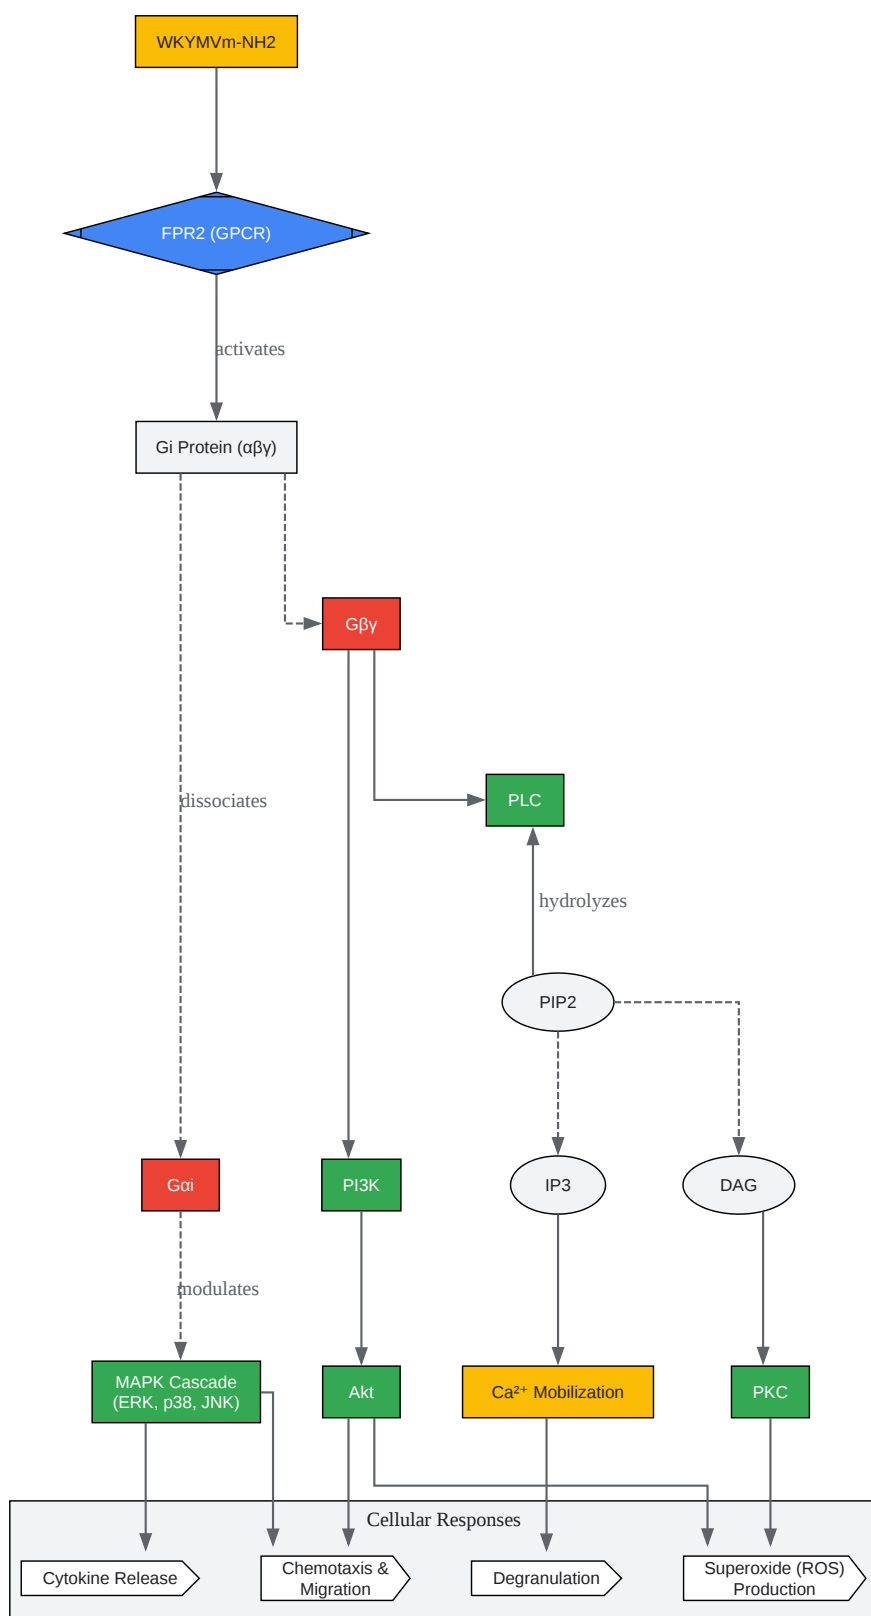 WKYMVm-NH2
FPR2 (GPCR)
activates
Gi Protein (αβγ)
Gβγ
dissociates
PLC
hydrolyzes
PIP2
Gαi
PI3K
IP3
DAG
modulates
MAPK Cascade
(ERK, p38, JNK)
Akt
Ca²⁺ Mobilization
PKC
Cellular Responses
Cytokine Release
Chemotaxis &
Migration
Degranulation
Superoxide (ROS)
Production